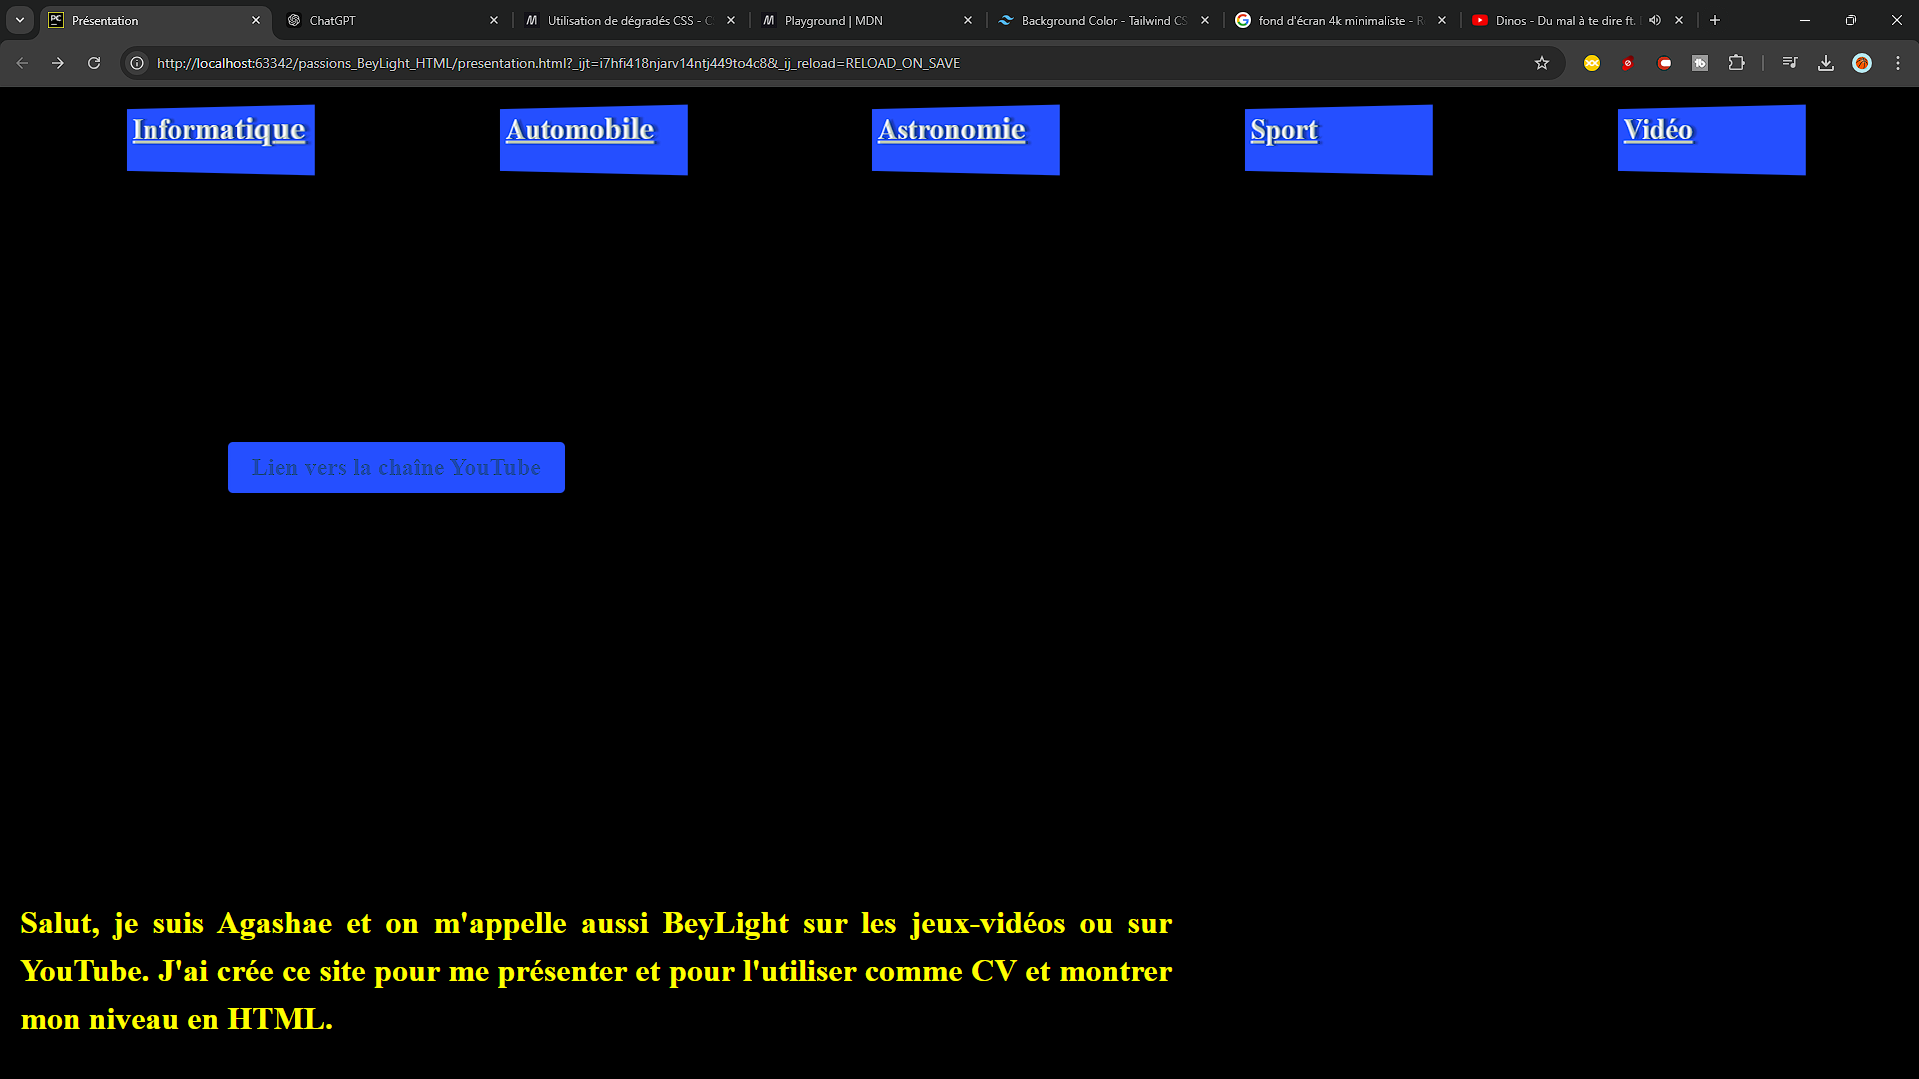 Présentation
ChatGPT
Utilisation de dégradés CSS - C
Playground | MDN
Background Color - Tailwind CS
fond d'écran 4k minimaliste - R
Dinos - Du mal à te dire ft.
http://localhost:63342/passions_BeyLight_HTML/presentation.html?_ijt=i7hfi418njarv14ntj449to4c8&_ij_reload=RELOAD_ON_SAVE
Informatique
Automobile
Astronomie
Sport
Vidéo
Lien vers la chaîne YouTube
Salut, je suis Agashae et on m'appelle aussi BeyLight sur les jeux-vidéos ou sur
YouTube. J'ai crée ce site pour me présenter et pour l'utiliser comme CV et montrer
mon niveau en HTML.